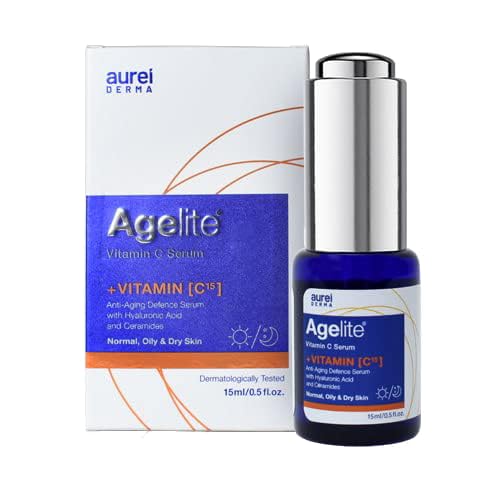 aurei
DERMA
Agelite®
Vitamin C Serum
+VITAMIN [C¹⁵]
Anti-Aging Defence Serum
with Hyaluronic Acid
and Ceramides
Normal, Oily & Dry Skin
Dermatologically Tested
15ml/0.5 fl.oz.
aurei
DERMA
Agelite®
Vitamin C Serum
+VITAMIN [C¹⁵]
Anti-Aging Defence Serum
with Hyaluronic Acid
and Ceramides
Normal, Oily & Dry Skin
15ml/0.5 fl.oz.